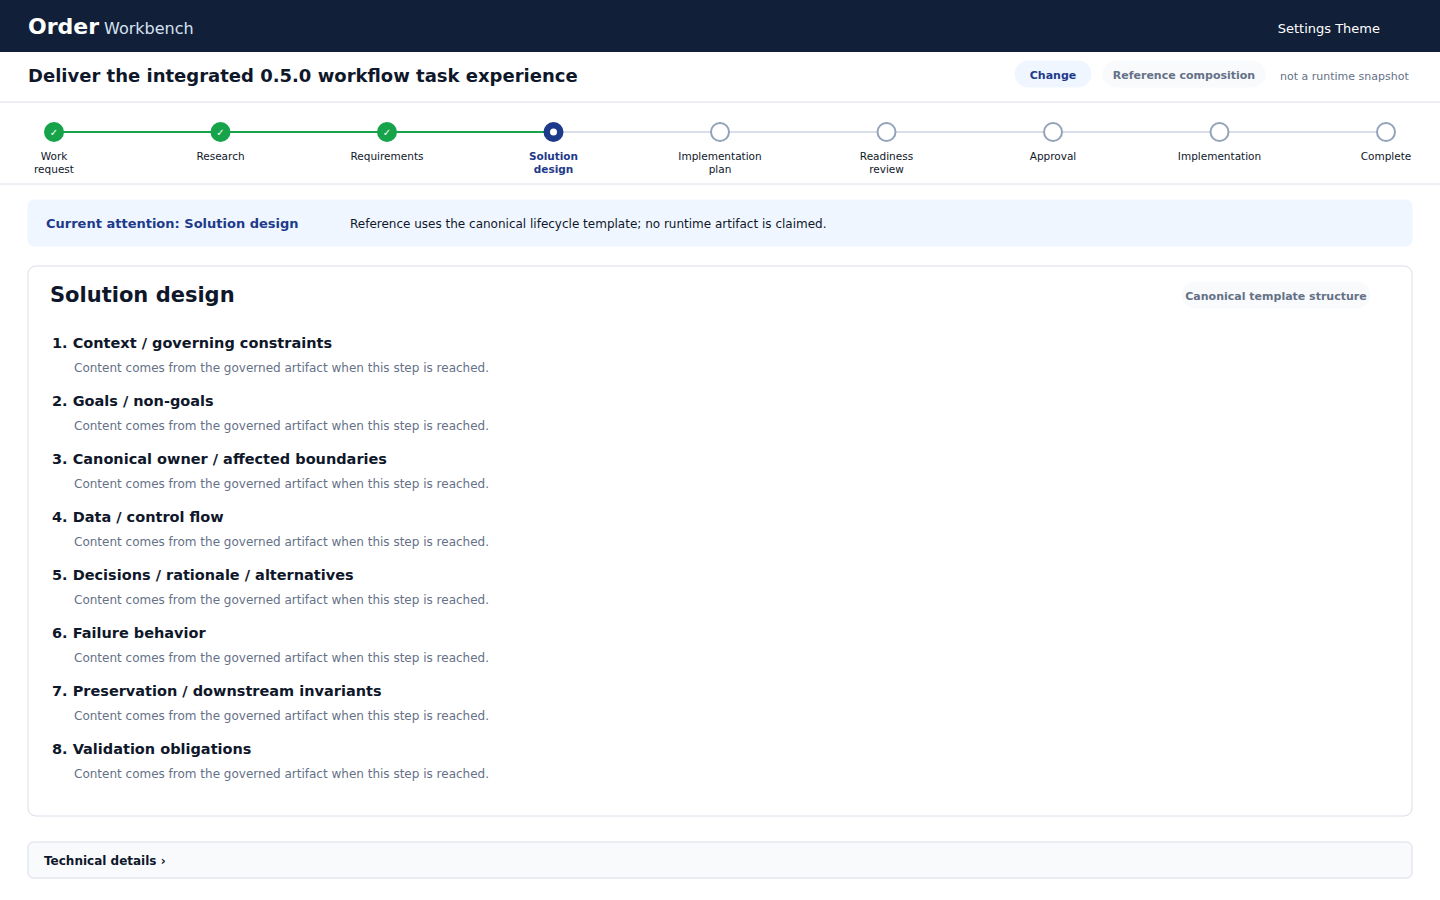 Order Workbench
Settings Theme
Deliver the integrated 0.5.0 workflow task experience
Change
Reference composition
not a runtime snapshot
✓
✓
✓
Work
request
Research
Requirements
Solution
design
Implementation
plan
Readiness
review
Approval
Implementation
Complete
Current attention: Solution design
Reference uses the canonical lifecycle template; no runtime artifact is claimed.
Solution design
Canonical template structure
1. Context / governing constraints
Content comes from the governed artifact when this step is reached.
2. Goals / non-goals
Content comes from the governed artifact when this step is reached.
3. Canonical owner / affected boundaries
Content comes from the governed artifact when this step is reached.
4. Data / control flow
Content comes from the governed artifact when this step is reached.
5. Decisions / rationale / alternatives
Content comes from the governed artifact when this step is reached.
6. Failure behavior
Content comes from the governed artifact when this step is reached.
7. Preservation / downstream invariants
Content comes from the governed artifact when this step is reached.
8. Validation obligations
Content comes from the governed artifact when this step is reached.
Technical details ›